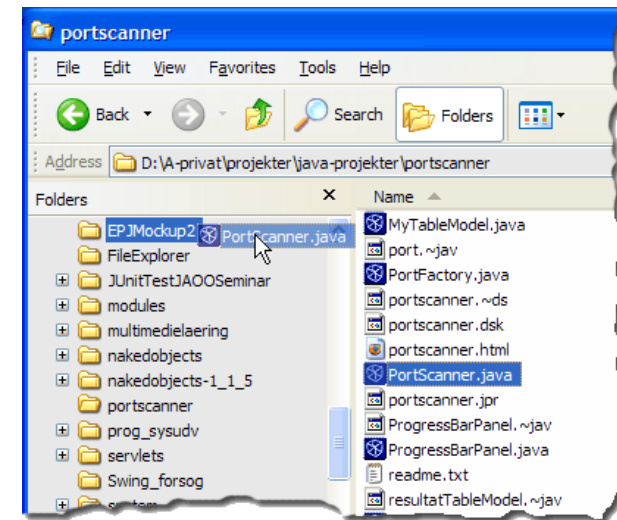 portscanner
File Edit View Favorites Tools Help
Back Search Folders
Address D:\A-privat\projekter\java-projekter\portscanner
Folders x Name
EPJMockup2 PortScanner.java
FileExplorer
JUnitTestJAOOSeminar
modules
multimedielaering
nakedobjects
nakedobjects-1_1_5
portscanner
prog_sysudv
servlets
Swing_forsog
system
MyTableModel.java
port.~jav
PortFactory.java
portscanner.~ds
portscanner.dsk
portscanner.html
PortScanner.java
portscanner.jpr
ProgressBarPanel.~jav
ProgressBarPanel.java
readme.txt
resultatTableModel.~jav